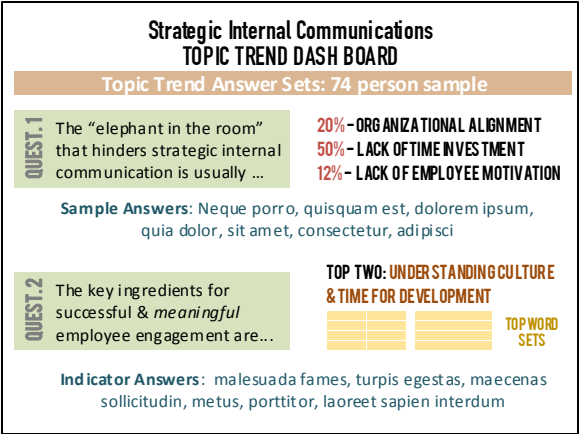 Strategic Internal Communications
TOPIC TREND DASH BOARD
Topic Trend Answer Sets: 74 person sample
QUEST. 1
The “elephant in the room”
that hinders strategic internal
communication is usually …
20% – ORGANIZATIONAL ALIGNMENT
50% – LACK OF TIME INVESTMENT
12% – LACK OF EMPLOYEE MOTIVATION
Sample Answers: Neque porro, quisquam est, dolorem ipsum,
quia dolor, sit amet, consectetur, adipisci
QUEST. 2
The key ingredients for
successful & meaningful
employee engagement are...
TOP TWO: UNDERSTANDING CULTURE
& TIME FOR DEVELOPMENT
TOP WORD
SETS
Indicator Answers: malesuada fames, turpis egestas, maecenas
sollicitudin, metus, porttitor, laoreet sapien interdum